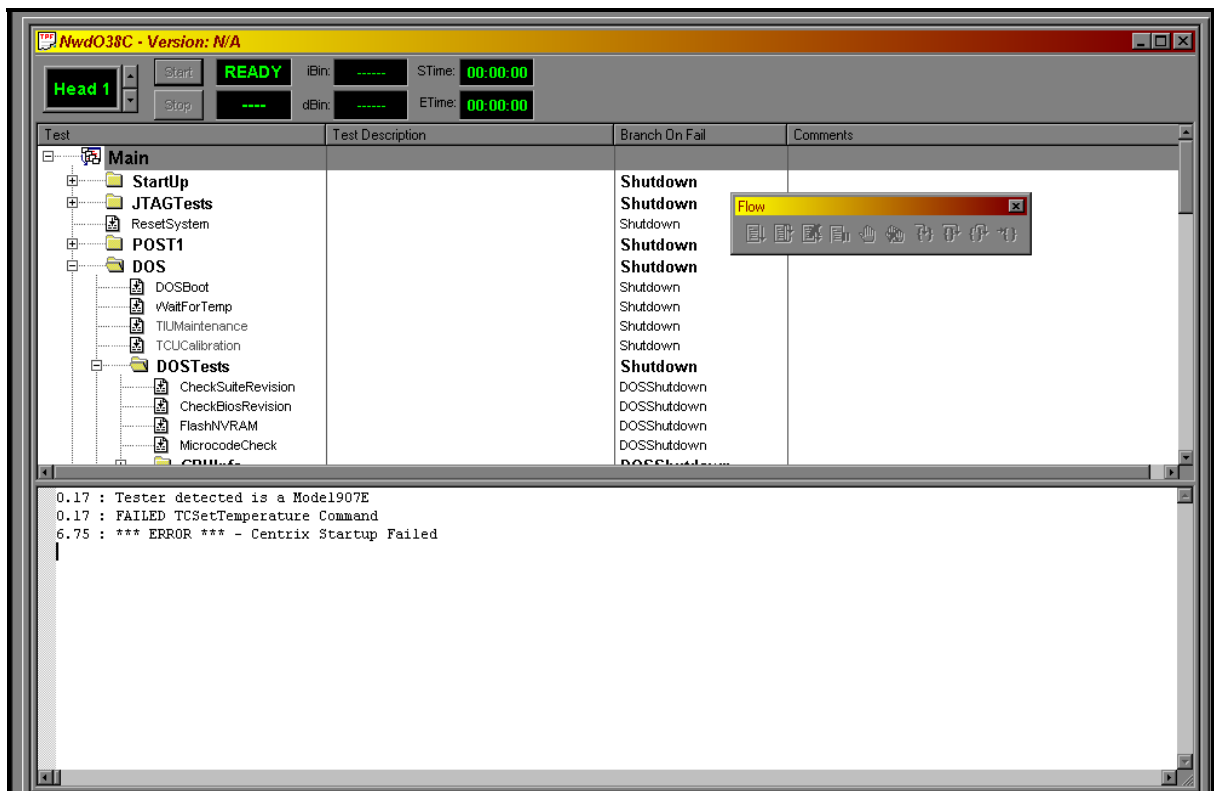 TPF NwdO38C - Version: N/A
Head 1 Start READY iBin: ------ STime: 00:00:00
Stop ---- dBin: ------ ETime: 00:00:00
Test Test Description Branch On Fail Comments
Main
StartUp Shutdown
JTAGTests Shutdown
Flow
ResetSystem Shutdown
POST1 Shutdown
DOS Shutdown
DOSBoot Shutdown
WaitForTemp Shutdown
TIUMaintenance Shutdown
TCUCalibration Shutdown
DOSTests Shutdown
CheckSuiteRevision DOSShutdown
CheckBiosRevision DOSShutdown
FlashNVRAM DOSShutdown
MicrocodeCheck DOSShutdown
CPUInfo DOSShutdown
0.17 : Tester detected is a Model907E
0.17 : FAILED TCSetTemperature Command
6.75 : *** ERROR *** - Centrix Startup Failed